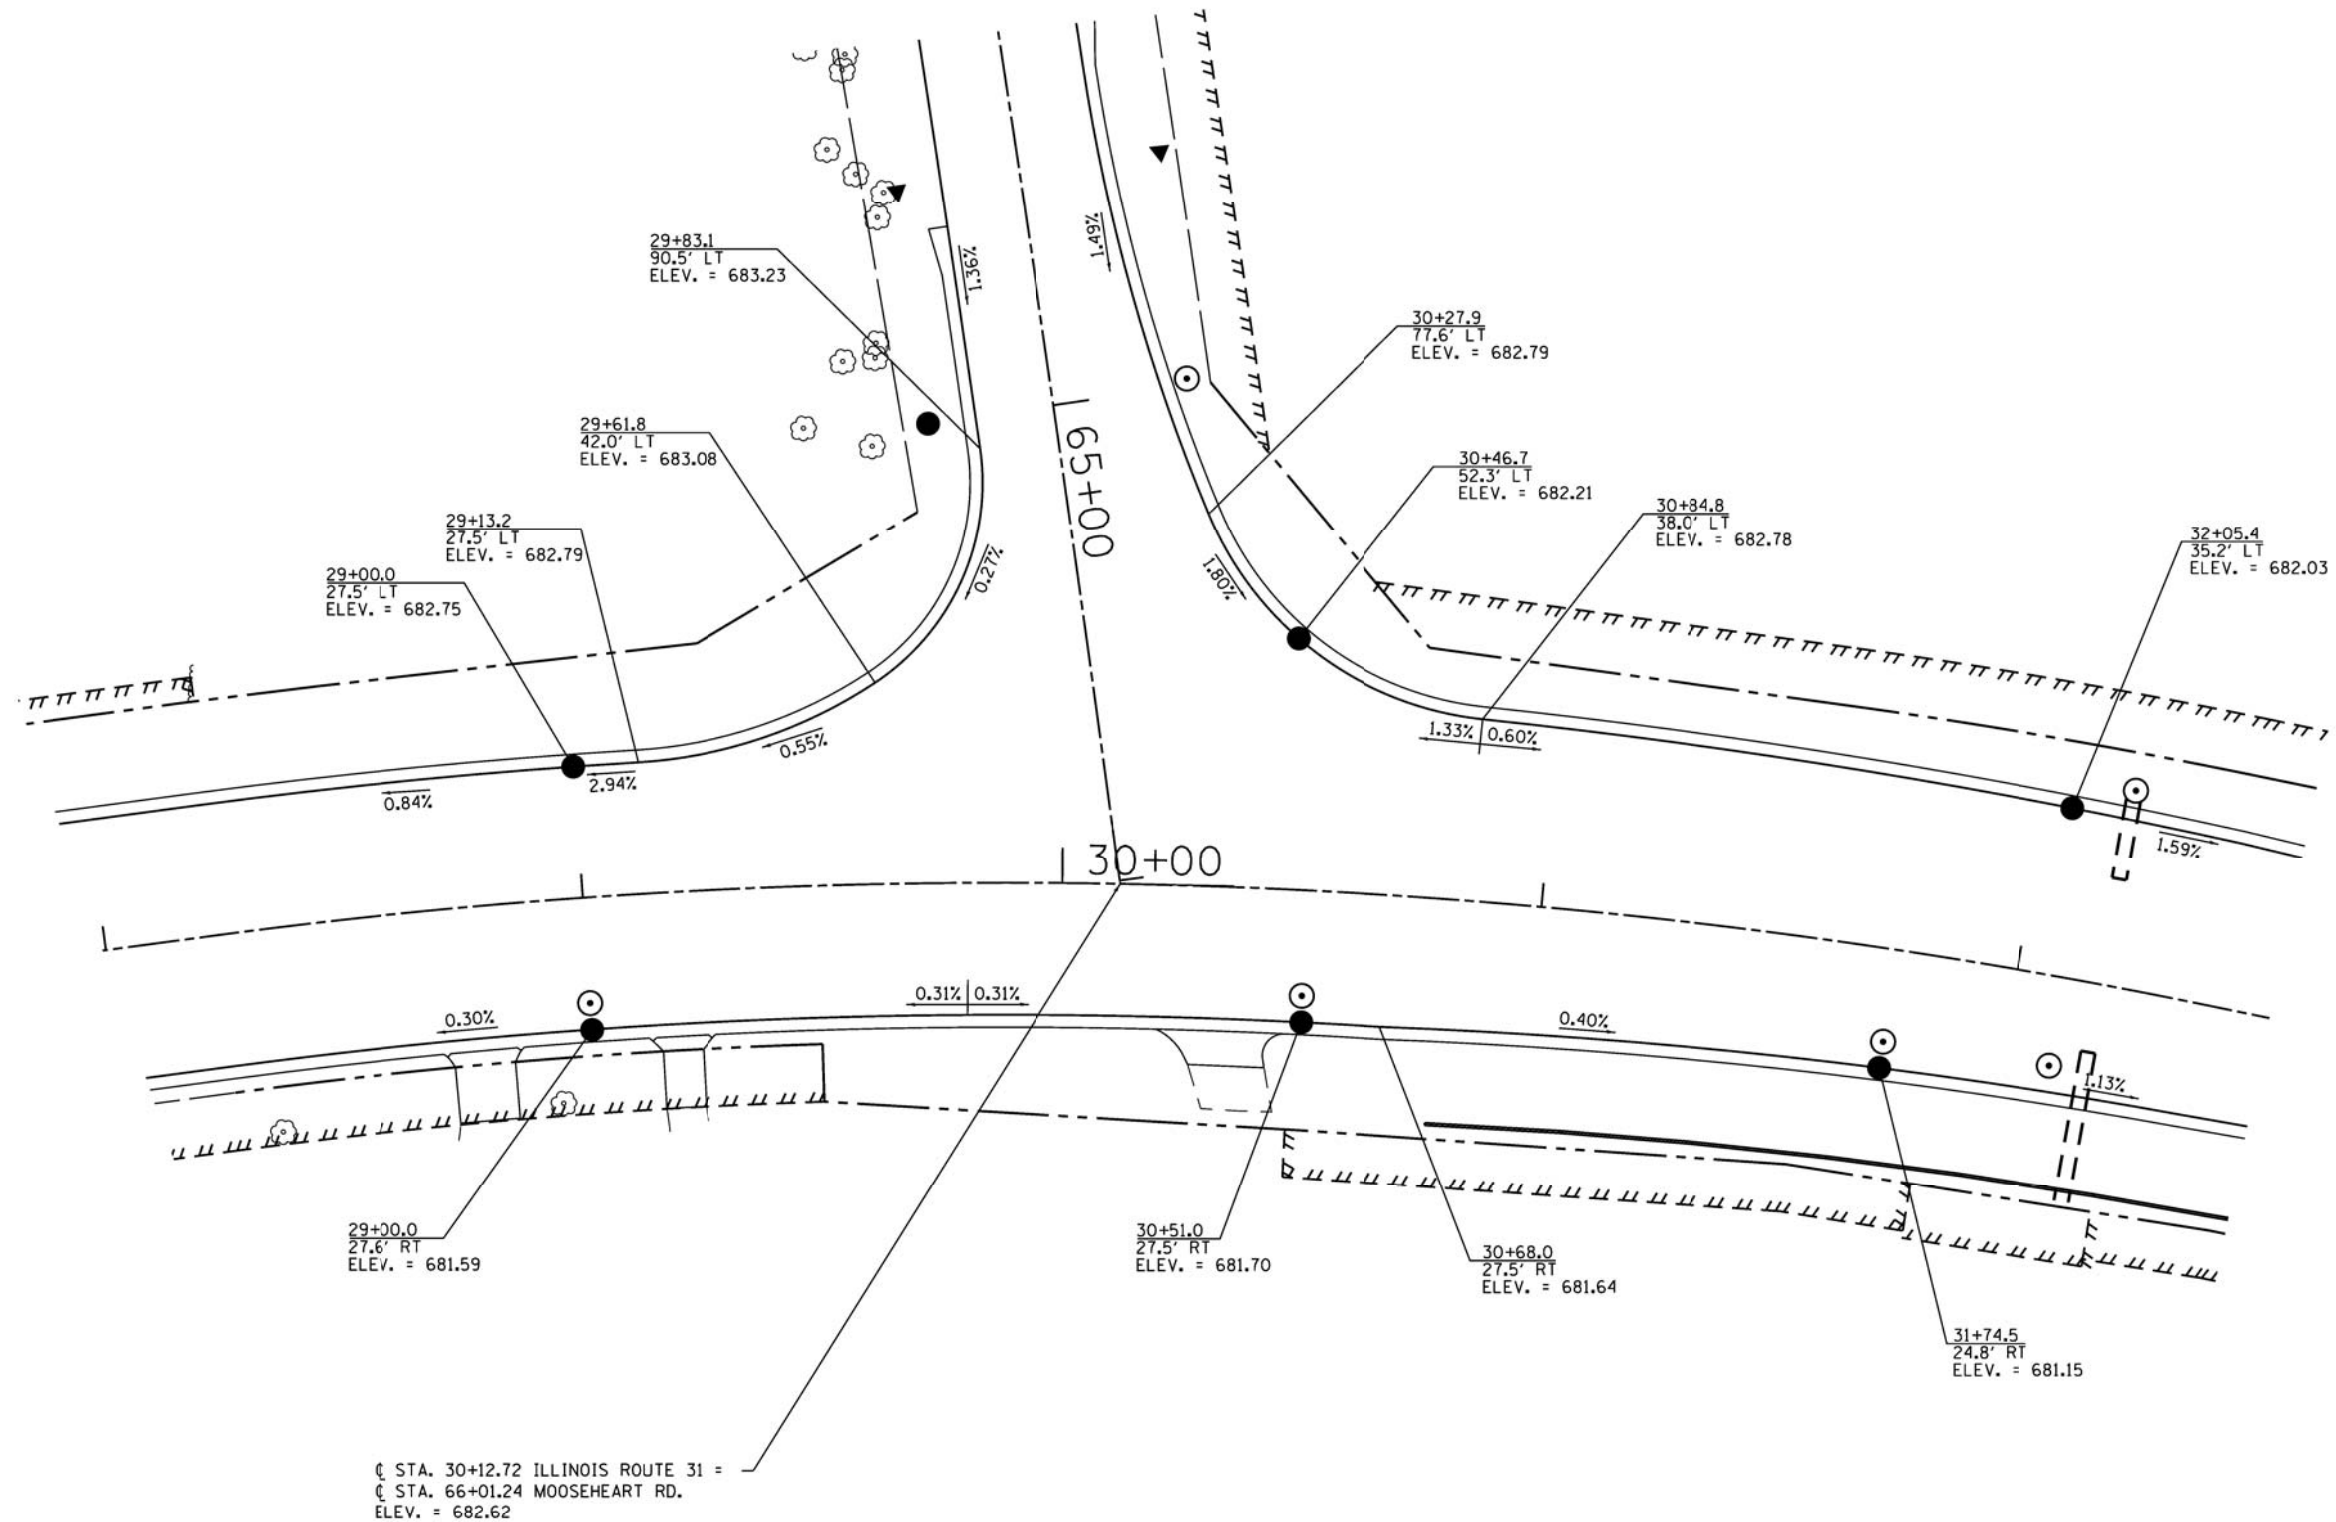 1.49%
29+83.1
90.5' LT
ELEV. = 683.23
1.36%
30+27.9
77.6' LT
ELEV. = 682.79
29+61.8
42.0' LT
ELEV. = 683.08
65+00
30+46.7
52.3' LT
ELEV. = 682.21
29+13.2
27.5' LT
ELEV. = 682.79
30+84.8
38.0' LT
ELEV. = 682.78
32+05.4
35.2' LT
ELEV. = 682.03
29+00.0
27.5' LT
ELEV. = 682.75
0.27%
1.80%
0.55%
1.33% 0.60%
2.94%
0.84%
1.59%
30+00
0.31% 0.31%
0.30%
0.40%
1.13%
29+00.0
27.6' RT
ELEV. = 681.59
30+51.0
27.5' RT
ELEV. = 681.70
30+68.0
27.5' RT
ELEV. = 681.64
31+74.5
24.8' RT
ELEV. = 681.15
℄ STA. 30+12.72 ILLINOIS ROUTE 31 =
℄ STA. 66+01.24 MOOSEHEART RD.
ELEV. = 682.62